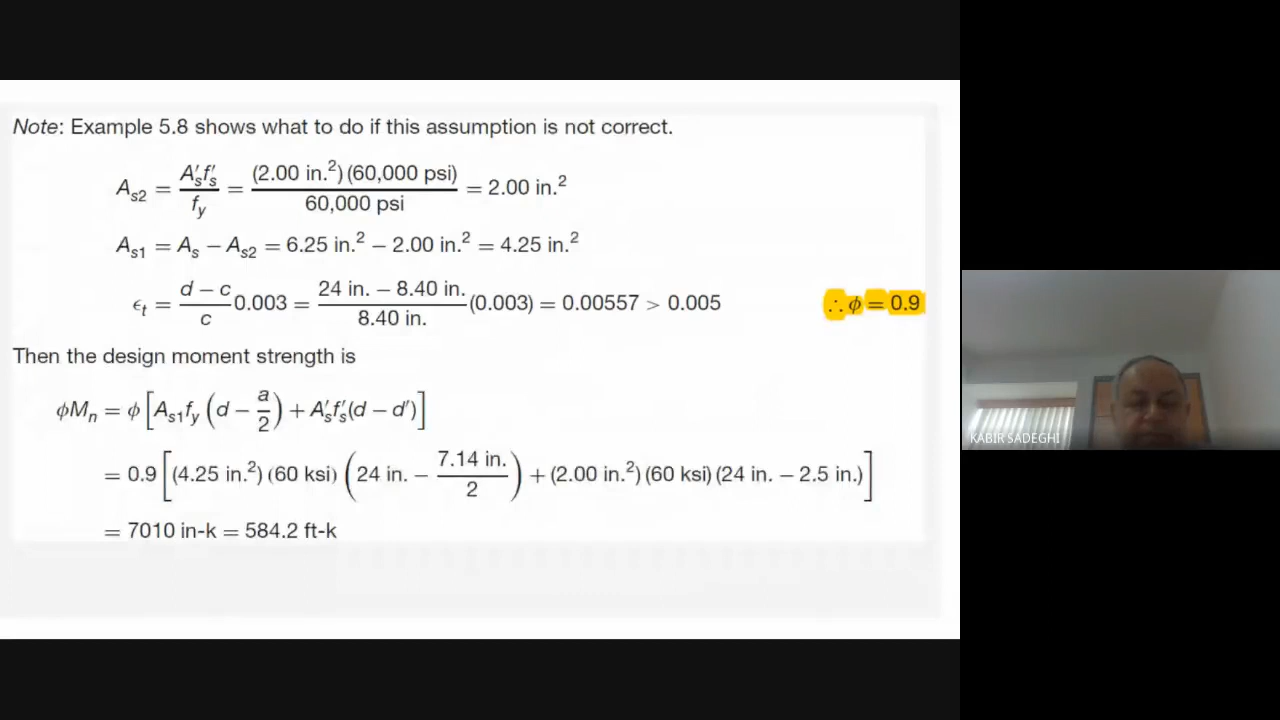 Note: Example 5.8 shows what to do if this assumption is not correct.
A_s2 = A′_s f′_s / f_y = (2.00 in.²)(60,000 psi) / 60,000 psi = 2.00 in.²
A_s1 = A_s − A_s2 = 6.25 in.² − 2.00 in.² = 4.25 in.²
ϵ_t = (d − c / c) 0.003 = (24 in. − 8.40 in. / 8.40 in.) (0.003) = 0.00557 > 0.005 ∴ ϕ = 0.9
Then the design moment strength is
ϕM_n = ϕ [A_s1 f_y (d − a/2) + A′_s f′_s (d − d′)]
= 0.9 [(4.25 in.²) (60 ksi) (24 in. − 7.14 in. / 2) + (2.00 in.²) (60 ksi) (24 in. − 2.5 in.)]
= 7010 in-k = 584.2 ft-k
KABIR SADEGHI